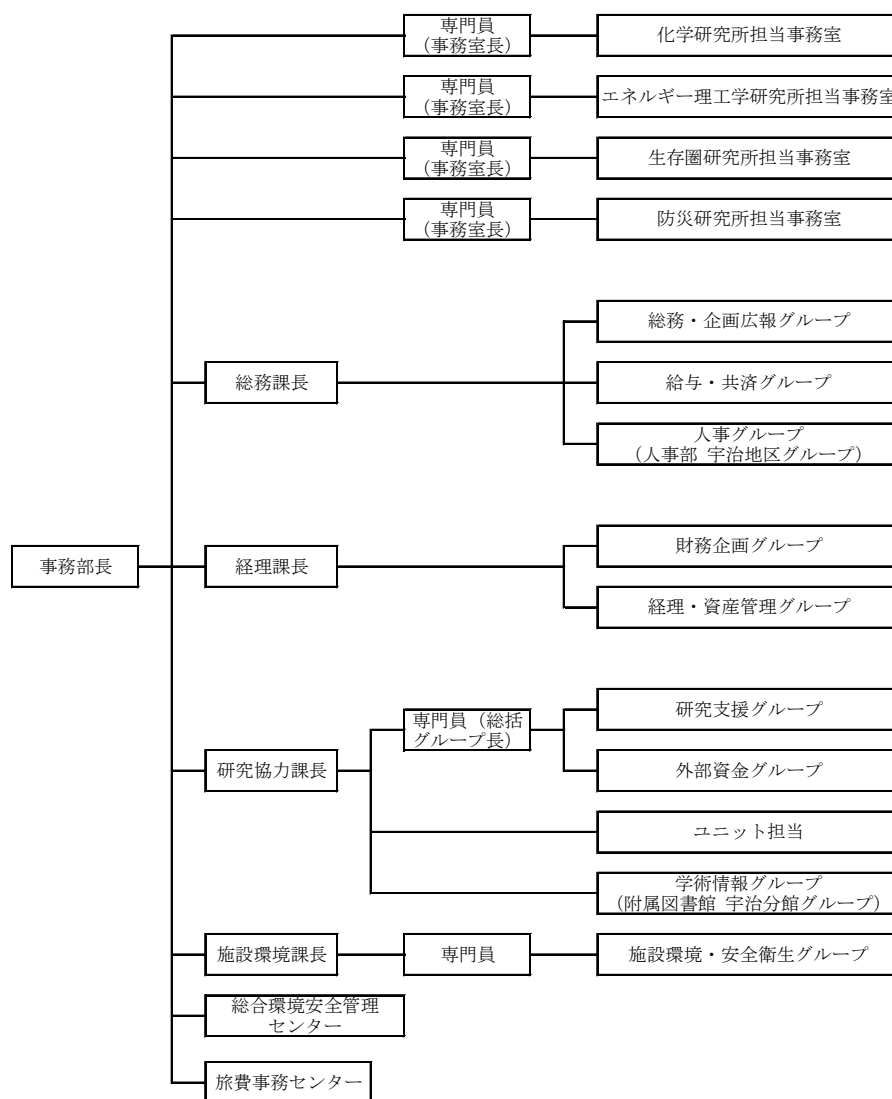 専門員
（事務室長）
化学研究所担当事務室
専門員
（事務室長）
エネルギー理工学研究所担当事務室
専門員
（事務室長）
生存圏研究所担当事務室
専門員
（事務室長）
防災研究所担当事務室
総務・企画広報グループ
総務課長
給与・共済グループ
人事グループ
（人事部 宇治地区グループ）
財務企画グループ
事務部長
経理課長
経理・資産管理グループ
専門員（総括
グループ長）
研究支援グループ
研究協力課長
外部資金グループ
ユニット担当
学術情報グループ
（附属図書館 宇治分館グループ）
施設環境課長
専門員
施設環境・安全衛生グループ
総合環境安全管理
センター
旅費事務センター